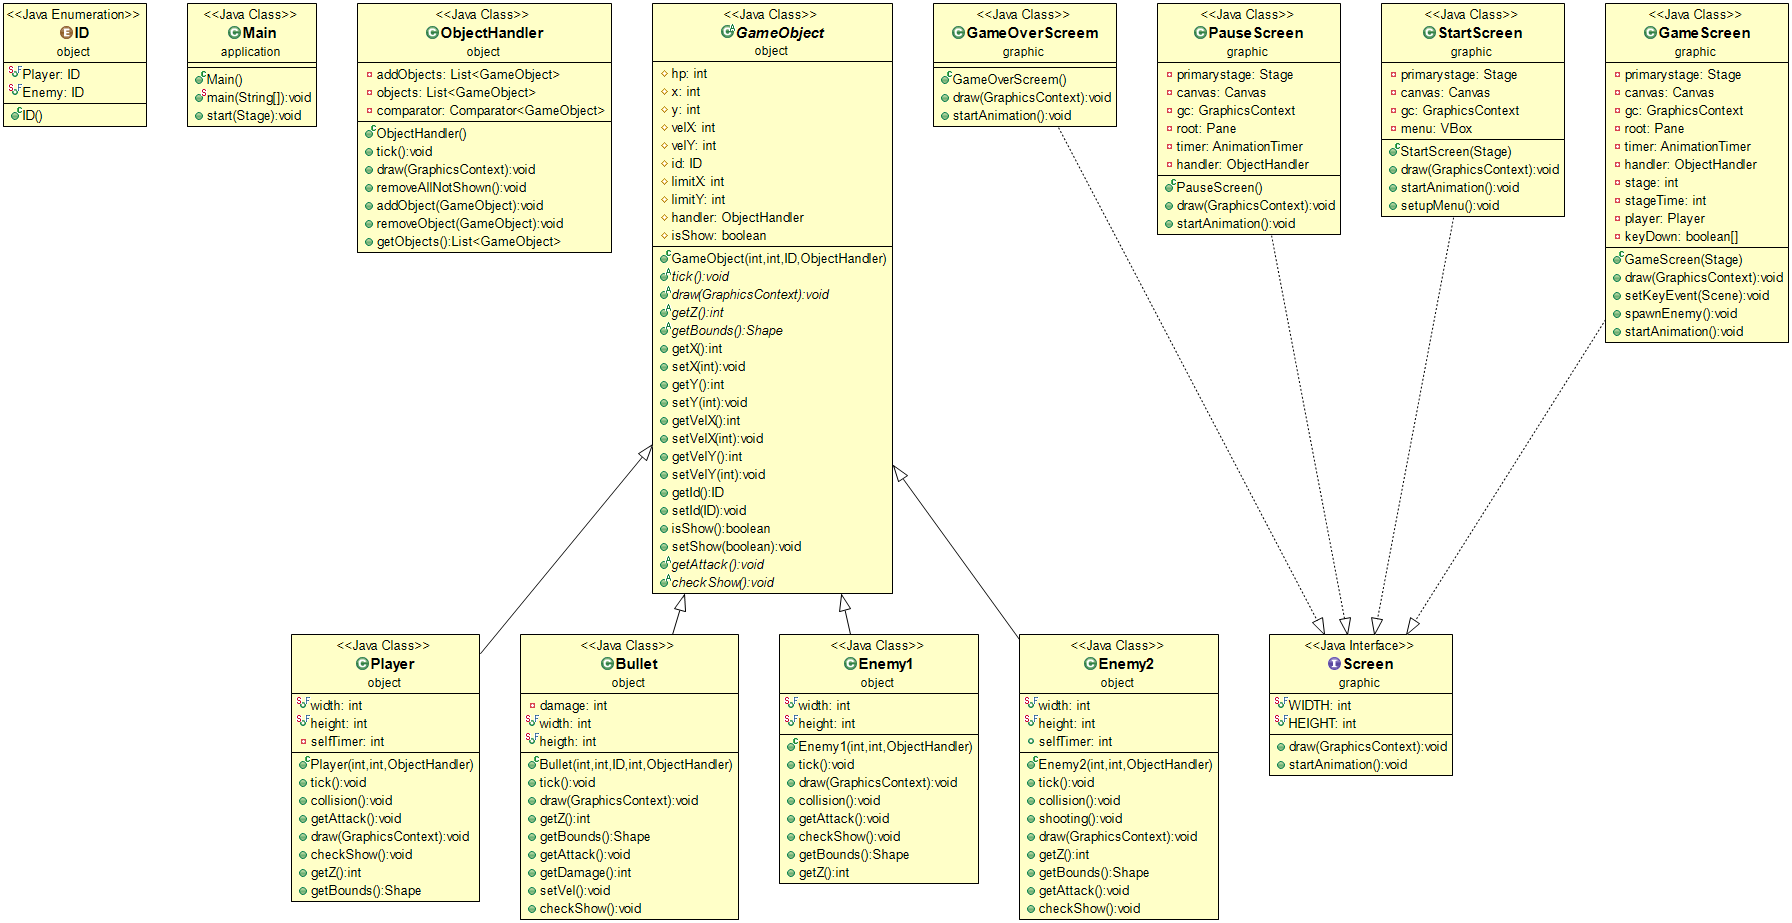 <<Java Enumeration>>
ID
object
Player: ID
Enemy: ID
ID()
<<Java Class>>
Main
application
Main()
main(String[]):void
start(Stage):void
<<Java Class>>
ObjectHandler
object
addObjects: List<GameObject>
objects: List<GameObject>
comparator: Comparator<GameObject>
ObjectHandler()
tick():void
draw(GraphicsContext):void
removeAllNotShown():void
addObject(GameObject):void
removeObject(GameObject):void
getObjects():List<GameObject>
<<Java Class>>
GameObject
object
hp: int
x: int
y: int
velX: int
velY: int
id: ID
limitX: int
limitY: int
handler: ObjectHandler
isShow: boolean
GameObject(int,int,ID,ObjectHandler)
tick():void
draw(GraphicsContext):void
getZ():int
getBounds():Shape
getX():int
setX(int):void
getY():int
setY(int):void
getVelX():int
setVelX(int):void
getVelY():int
setVelY(int):void
getId():ID
setId(ID):void
isShow():boolean
setShow(boolean):void
getAttack():void
checkShow():void
<<Java Class>>
GameOverScreem
graphic
GameOverScreem()
draw(GraphicsContext):void
startAnimation():void
<<Java Class>>
PauseScreen
graphic
primarystage: Stage
canvas: Canvas
gc: GraphicsContext
root: Pane
timer: AnimationTimer
handler: ObjectHandler
PauseScreen()
draw(GraphicsContext):void
startAnimation():void
<<Java Class>>
StartScreen
graphic
primarystage: Stage
canvas: Canvas
gc: GraphicsContext
menu: VBox
StartScreen(Stage)
draw(GraphicsContext):void
startAnimation():void
setupMenu():void
<<Java Class>>
GameScreen
graphic
primarystage: Stage
canvas: Canvas
gc: GraphicsContext
root: Pane
timer: AnimationTimer
handler: ObjectHandler
stage: int
stageTime: int
player: Player
keyDown: boolean[]
GameScreen(Stage)
draw(GraphicsContext):void
setKeyEvent(Scene):void
spawnEnemy():void
startAnimation():void
<<Java Class>>
Player
object
width: int
height: int
selfTimer: int
Player(int,int,ObjectHandler)
tick():void
collision():void
getAttack():void
draw(GraphicsContext):void
checkShow():void
getZ():int
getBounds():Shape
<<Java Class>>
Bullet
object
damage: int
width: int
heigth: int
Bullet(int,int,ID,int,ObjectHandler)
tick():void
draw(GraphicsContext):void
getZ():int
getBounds():Shape
getAttack():void
getDamage():int
setVel():void
checkShow():void
<<Java Class>>
Enemy1
object
width: int
height: int
Enemy1(int,int,ObjectHandler)
tick():void
draw(GraphicsContext):void
collision():void
getAttack():void
checkShow():void
getBounds():Shape
getZ():int
<<Java Class>>
Enemy2
object
width: int
height: int
selfTimer: int
Enemy2(int,int,ObjectHandler)
tick():void
collision():void
shooting():void
draw(GraphicsContext):void
getZ():int
getBounds():Shape
getAttack():void
checkShow():void
<<Java Interface>>
Screen
graphic
WIDTH: int
HEIGHT: int
draw(GraphicsContext):void
startAnimation():void